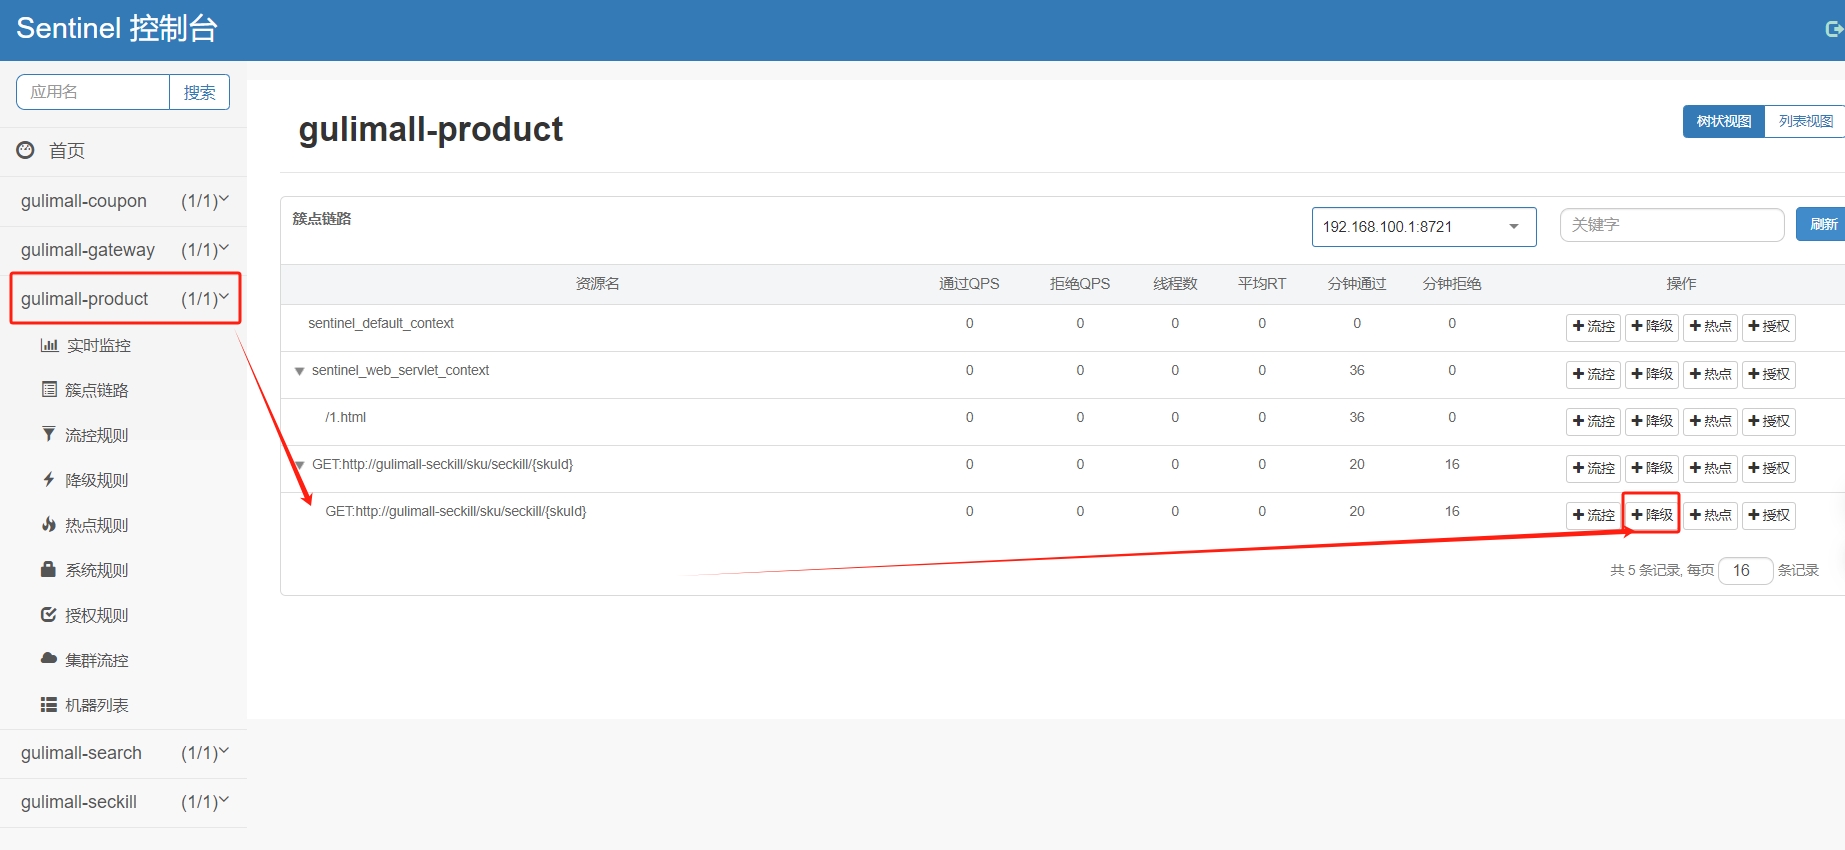 Sentinel 控制台
应用名 搜索
首页
gulimall-coupon (1/1)
gulimall-gateway (1/1)
gulimall-product (1/1)
实时监控
簇点链路
流控规则
降级规则
热点规则
系统规则
授权规则
集群流控
机器列表
gulimall-search (1/1)
gulimall-seckill (1/1)
gulimall-product
树状视图 列表视图
簇点链路 192.168.100.1:8721 关键字 刷新
资源名 通过QPS 拒绝QPS 线程数 平均RT 分钟通过 分钟拒绝 操作
sentinel_default_context 0 0 0 0 0 0 流控 降级 热点 授权
sentinel_web_servlet_context 0 0 0 0 36 0 流控 降级 热点 授权
/1.html 0 0 0 0 36 0 流控 降级 热点 授权
GET:http://gulimall-seckill/sku/seckill/{skuId} 0 0 0 0 20 16 流控 降级 热点 授权
GET:http://gulimall-seckill/sku/seckill/{skuId} 0 0 0 0 20 16 流控 降级 热点 授权
共 5 条记录, 每页 16 条记录